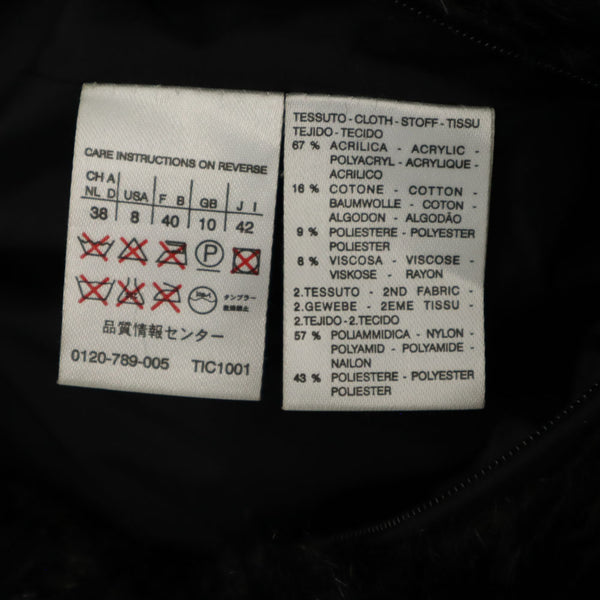 CARE INSTRUCTIONS ON REVERSE
CH A
NL D
USA
F B
GB
J I
38
8
40
10
42
P
タンブラー
乾燥禁止
品質情報センター
0120-789-005 TIC1001
TESSUTO - CLOTH - STOFF - TISSU
TEJIDO - TECIDO
67 % ACRILICA - ACRYLIC -
POLYACRYL - ACRYLIQUE -
ACRILICO
16 % COTONE - COTTON -
BAUMWOLLE - COTON -
ALGODON - ALGODÃO
9 % POLIESTERE - POLYESTER
POLIESTER
8 % VISCOSA - VISCOSE -
VISKOSE - RAYON
2.TESSUTO - 2ND FABRIC -
2.GEWEBE - 2EME TISSU -
2.TEJIDO-2.TECIDO
57 % POLIAMMIDICA - NYLON -
POLYAMID - POLYAMIDE -
NAILON
43 % POLIESTERE - POLYESTER
POLIESTER